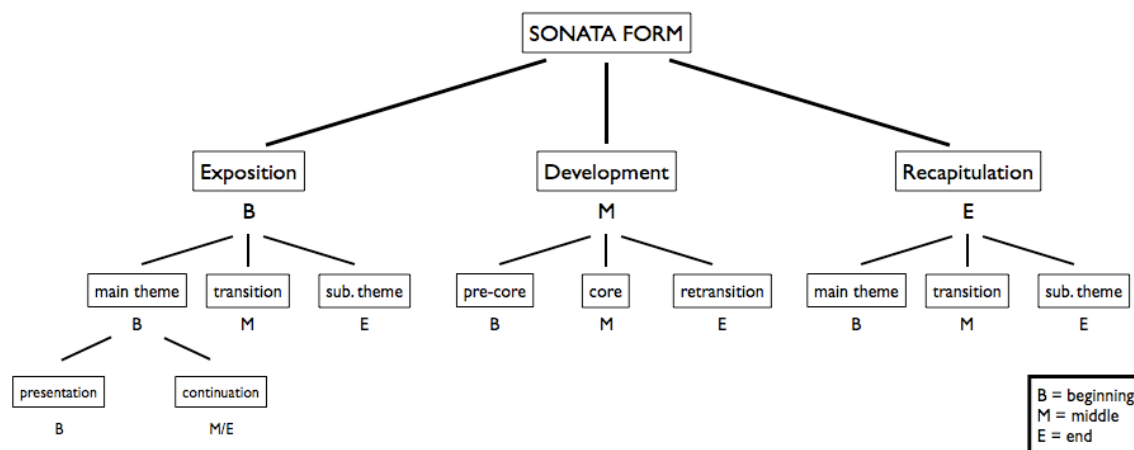 SONATA FORM
Exposition
Development
Recapitulation
B
M
E
main theme
transition
sub. theme
pre-core
core
retransition
main theme
transition
sub. theme
B
M
E
B
M
E
B
M
E
presentation
continuation
B
M/E
B = beginning
M = middle
E = end